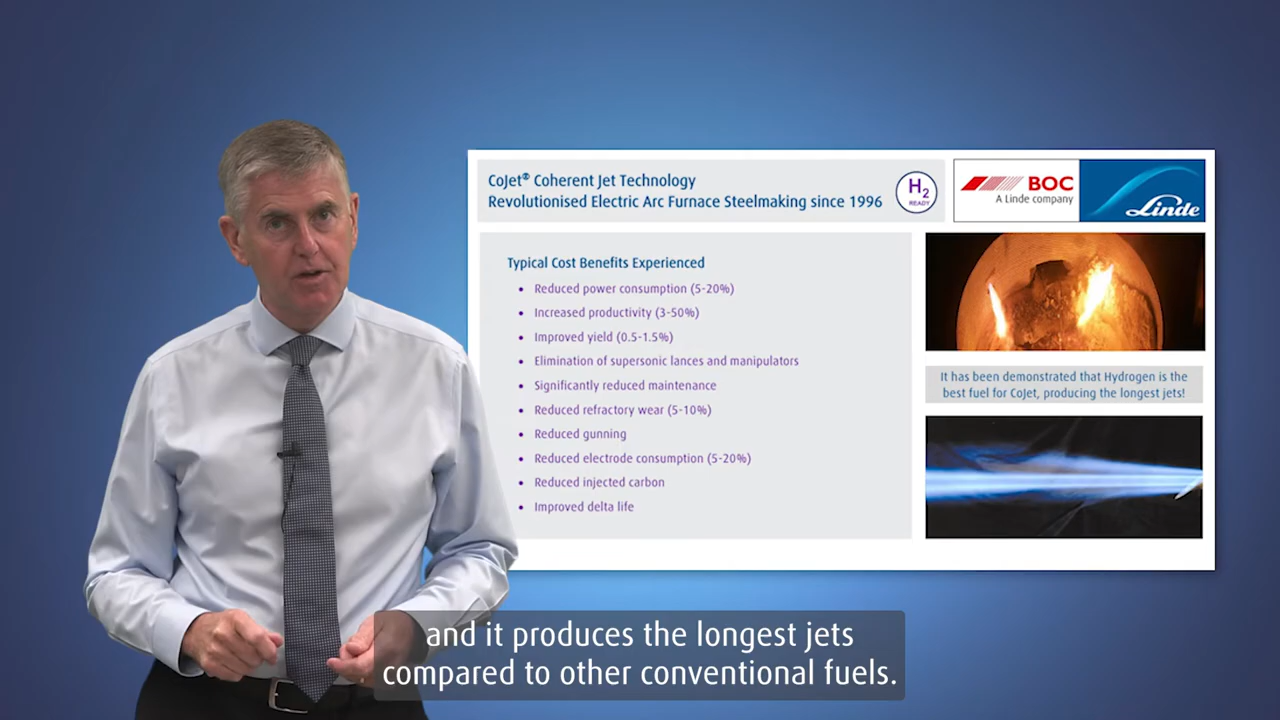 CoJet® Coherent Jet Technology
Revolutionised Electric Arc Furnace Steelmaking since 1996
H2
READY
BOC
A Linde company
Linde
Typical Cost Benefits Experienced
• Reduced power consumption (5-20%)
• Increased productivity (3-50%)
• Improved yield (0.5-1.5%)
• Elimination of supersonic lances and manipulators
• Significantly reduced maintenance
• Reduced refractory wear (5-10%)
• Reduced gunning
• Reduced electrode consumption (5-20%)
• Reduced injected carbon
• Improved delta life
It has been demonstrated that Hydrogen is the
best fuel for CoJet, producing the longest jets!
and it produces the longest jets
compared to other conventional fuels.